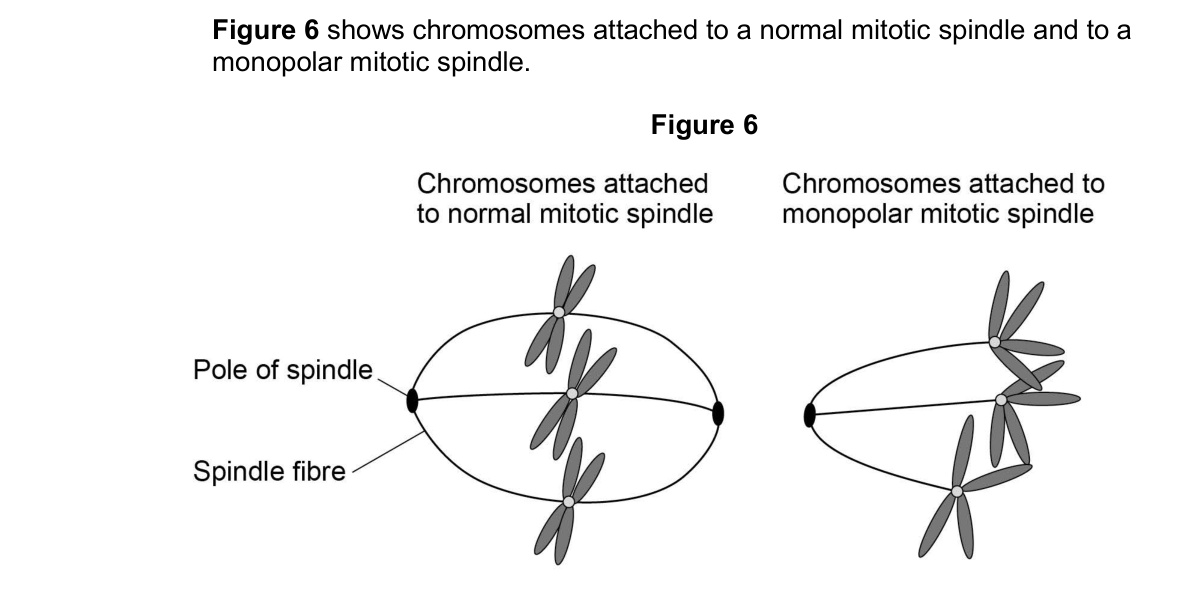 Figure 6 shows chromosomes attached to a normal mitotic spindle and to a
monopolar mitotic spindle.
Figure 6
Chromosomes attached
to normal mitotic spindle
Chromosomes attached to
monopolar mitotic spindle
Pole of spindle
Spindle fibre